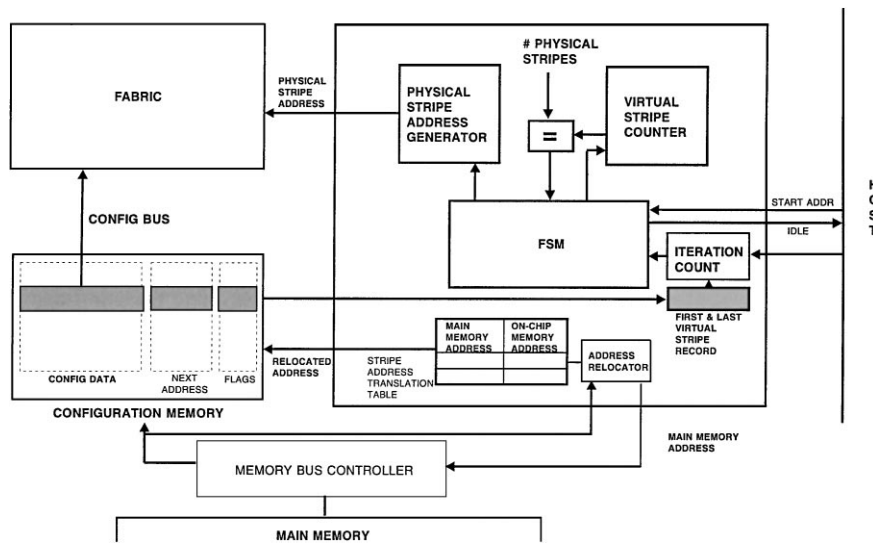 # PHYSICAL
STRIPES
FABRIC
PHYSICAL
STRIPE
ADDRESS
PHYSICAL
STRIPE
ADDRESS
GENERATOR
=
VIRTUAL
STRIPE
COUNTER
CONFIG BUS
FSM
START ADDR
IDLE
ITERATION
COUNT
FIRST & LAST
VIRTUAL
STRIPE
RECORD
MAIN
MEMORY
ADDRESS
ON-CHIP
MEMORY
ADDRESS
RELOCATED
ADDRESS
STRIPE
ADDRESS
TRANSLATION
TABLE
ADDRESS
RELOCATOR
CONFIG DATA
NEXT
ADDRESS
FLAGS
CONFIGURATION MEMORY
MAIN MEMORY
ADDRESS
MEMORY BUS CONTROLLER
MAIN MEMORY